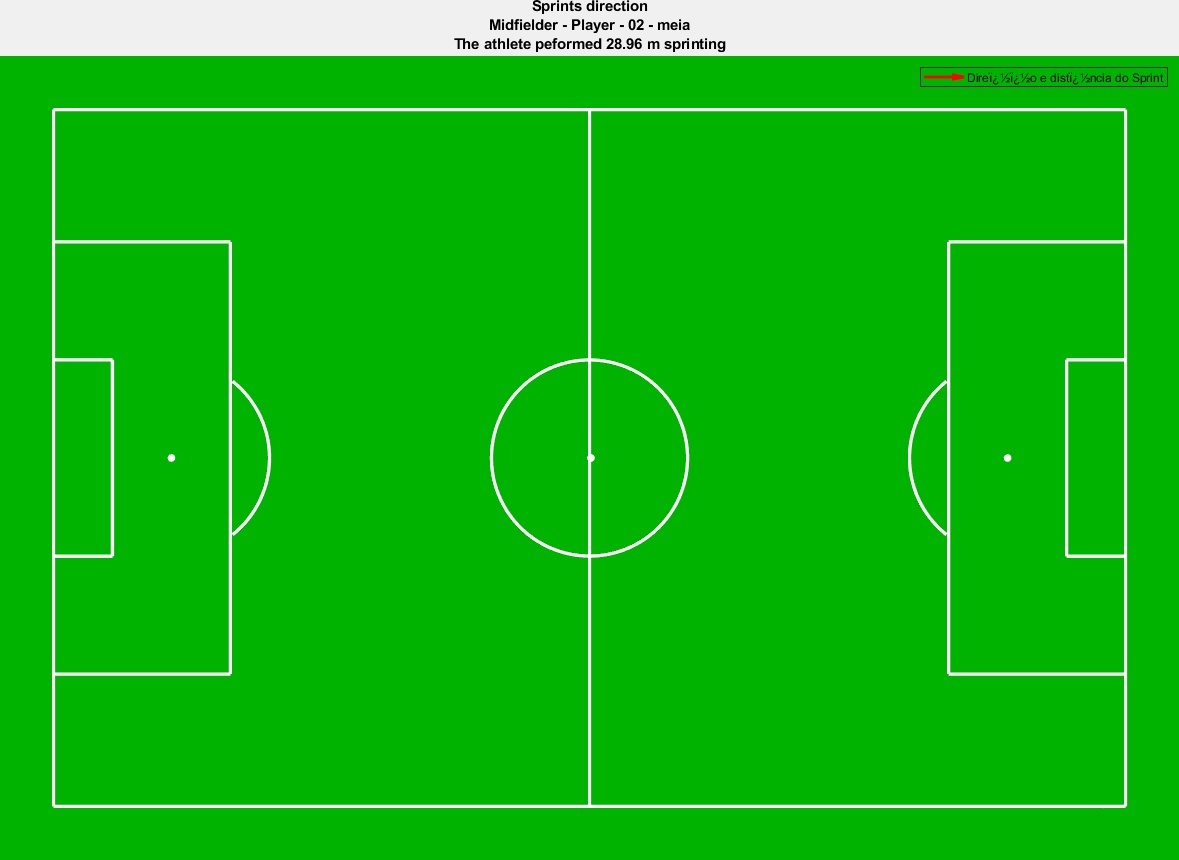 Sprints direction
Midfielder - Player - 02 - meia
The athlete peformed 28.96 m sprinting
Direï¿½ï¿½o e distï¿½ncia do Sprint